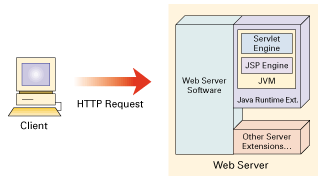 Client
HTTP Request
Web Server
Software
Servlet
Engine
JSP Engine
JVM
Java Runtime Ext.
Other Server
Extensions...
Web Server